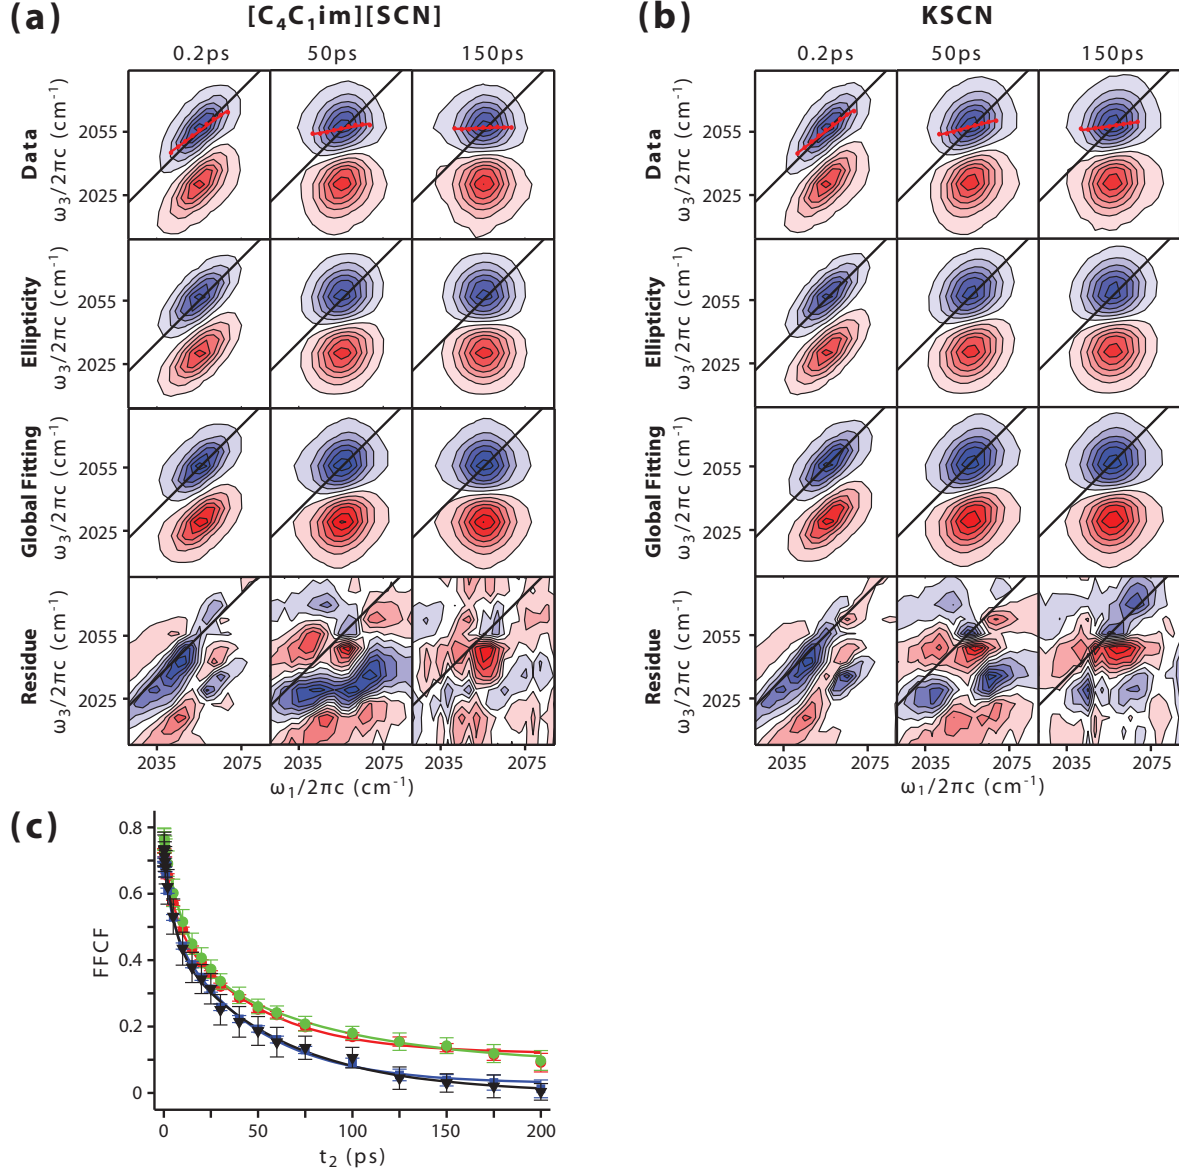 (a) [C₄C₁im][SCN]
0.2ps 50ps 150ps
Data
ω₃/2πc (cm⁻¹)
2055
2025
Ellipticity
ω₃/2πc (cm⁻¹)
2055
2025
Global Fitting
ω₃/2πc (cm⁻¹)
2055
2025
Residue
ω₃/2πc (cm⁻¹)
2055
2025
2035 2075 2035 2075 2035 2075
ω₁/2πc (cm⁻¹)
(b) KSCN
0.2ps 50ps 150ps
Data
ω₃/2πc (cm⁻¹)
2055
2025
Ellipticity
ω₃/2πc (cm⁻¹)
2055
2025
Global Fitting
ω₃/2πc (cm⁻¹)
2055
2025
Residue
ω₃/2πc (cm⁻¹)
2055
2025
2035 2075 2035 2075 2035 2075
ω₁/2πc (cm⁻¹)
(c)
FFCF
0.8
0.6
0.4
0.2
0
0 50 100 150 200
t₂ (ps)